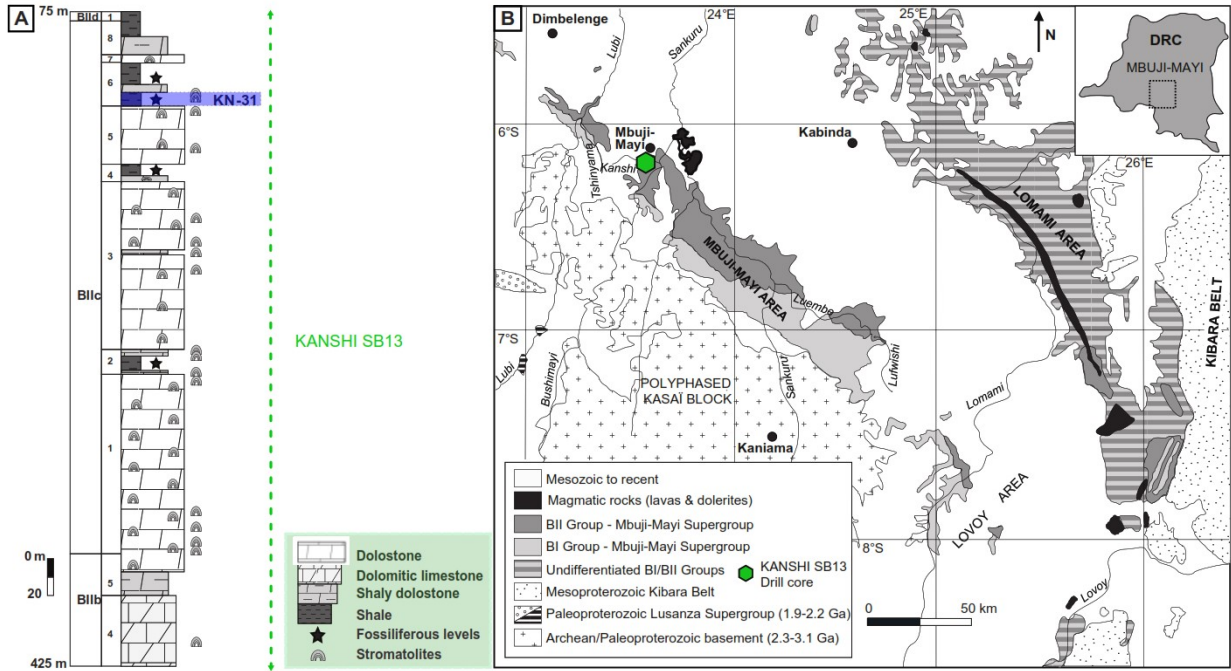 A
75 m
BIId
1
8
7
6
KN-31
5
4
3
BIIc
2
1
0 m
20
BIIb
5
4
425 m
KANSHI SB13
Dolostone
Dolomitic limestone
Shaly dolostone
Shale
Fossiliferous levels
Stromatolites
B
Dimbelenge
24°E
25°E
N
DRC
MBUJI-MAYI
Lubi
Sankuru
6°S
Mbuji-
Mayi
Kabinda
26°E
Kanshi
Tshinyama
LOMAMI AREA
MBUJI-MAYI AREA
Luembe
KIBARA BELT
7°S
Lubi
Bushimayi
POLYPHASED
KASAÏ BLOCK
Sankuru
Lufwishi
Lomami
Kaniama
LOVOY AREA
8°S
Lovoy
Mesozoic to recent
Magmatic rocks (lavas & dolerites)
BII Group - Mbuji-Mayi Supergroup
BI Group - Mbuji-Mayi Supergroup
Undifferentiated BI/BII Groups
KANSHI SB13
Drill core
Mesoproterozoic Kibara Belt
Paleoproterozoic Lusanza Supergroup (1.9-2.2 Ga)
Archean/Paleoproterozoic basement (2.3-3.1 Ga)
0 50 km